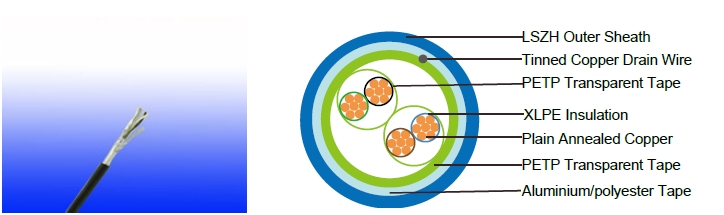 LSZH Outer Sheath
Tinned Copper Drain Wire
PETP Transparent Tape
XLPE Insulation
Plain Annealed Copper
PETP Transparent Tape
Aluminium/polyester Tape